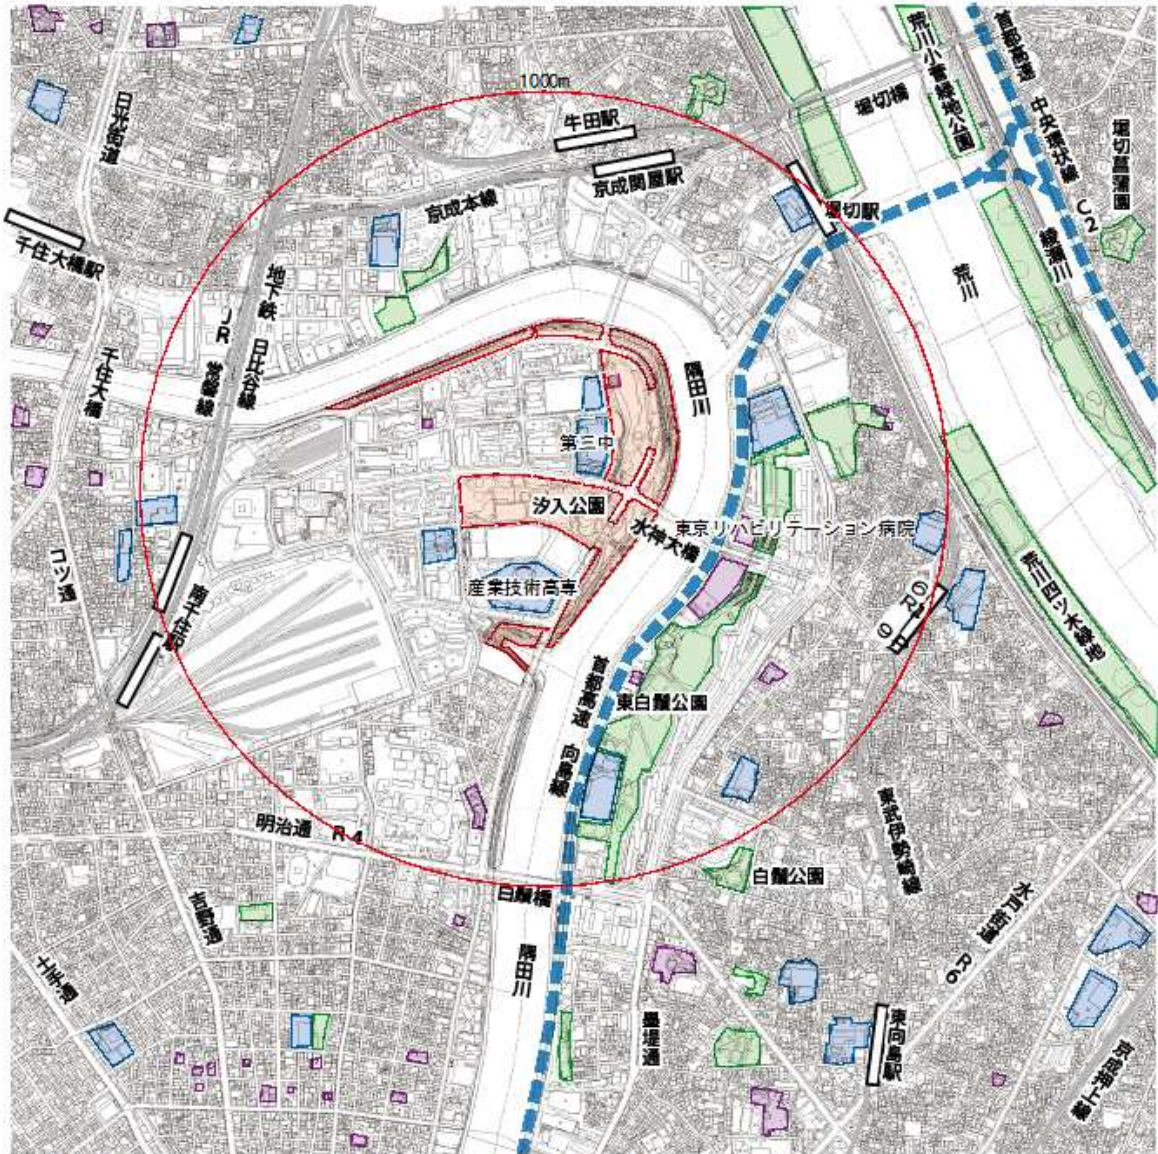 1000m
牛田駅
京成関屋駅
京成本線
堀切橋
荒川小菅緑地公園
首都高速 中央環状線 C2
堀切菖蒲園
綾瀬川
荒川
堀切駅
日光街道
千住大橋駅
千住大橋
地下鉄 日比谷線
JR 常磐線
隅田川
第三中
汐入公園
水神大橋
東京リハビリテーション病院
産業技術高専
コツ通
南千住駅
荒川四ツ木緑地
首都高速 向島線
東白鬚公園
明治通 R4
白鬚橋
白鬚公園
東武伊勢崎線
水戸街道 R6
吉野通
土手通
隅田川
墨堤通
東向島駅
京成押上線